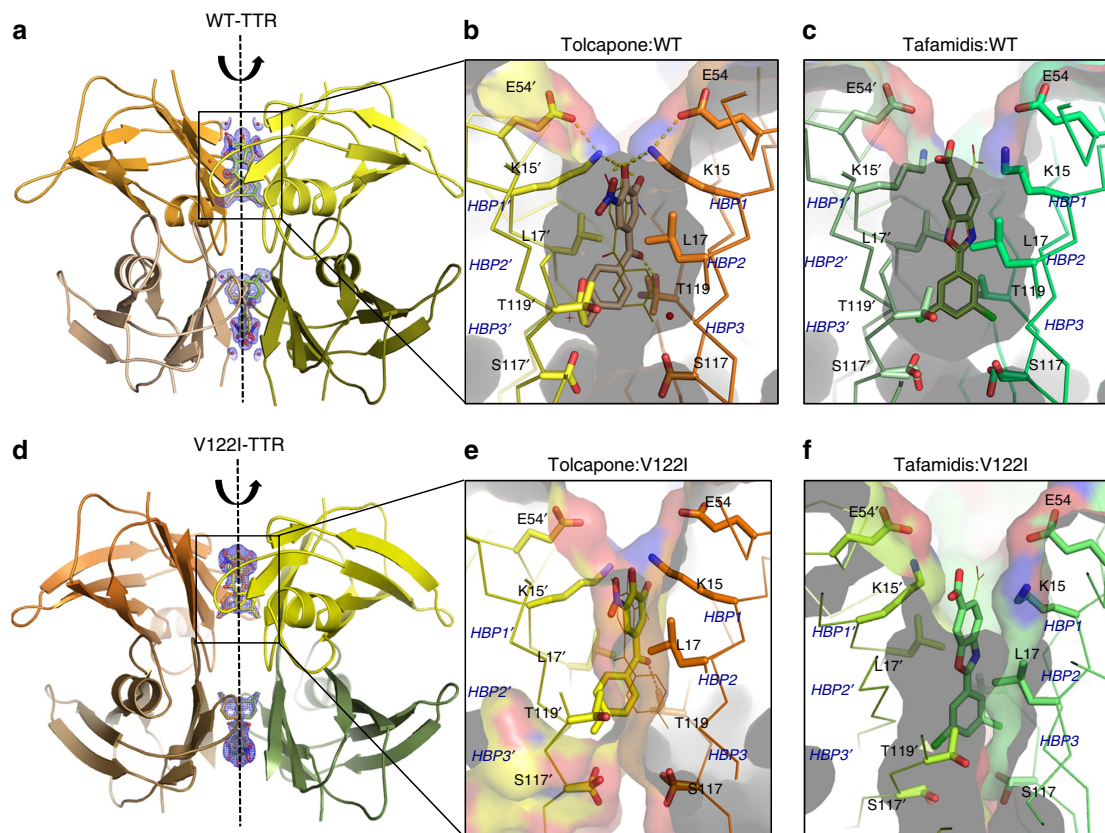 a
WT-TTR
b
Tolcapone:WT
E54′
E54
K15′
K15
HBP1′
HBP1
L17′
L17
HBP2′
HBP2
T119′
T119
HBP3′
HBP3
S117′
S117
c
Tafamidis:WT
E54′
E54
K15′
K15
HBP1′
HBP1
L17′
L17
HBP2′
HBP2
T119′
T119
HBP3′
HBP3
S117′
S117
d
V122I-TTR
e
Tolcapone:V122I
E54′
E54
K15′
K15
HBP1′
HBP1
L17′
L17
HBP2′
HBP2
T119′
T119
HBP3′
HBP3
S117′
S117
f
Tafamidis:V122I
E54′
E54
K15′
K15
HBP1′
HBP1
L17′
L17
HBP2′
HBP2
T119′
HBP3′
HBP3
S117′
S117